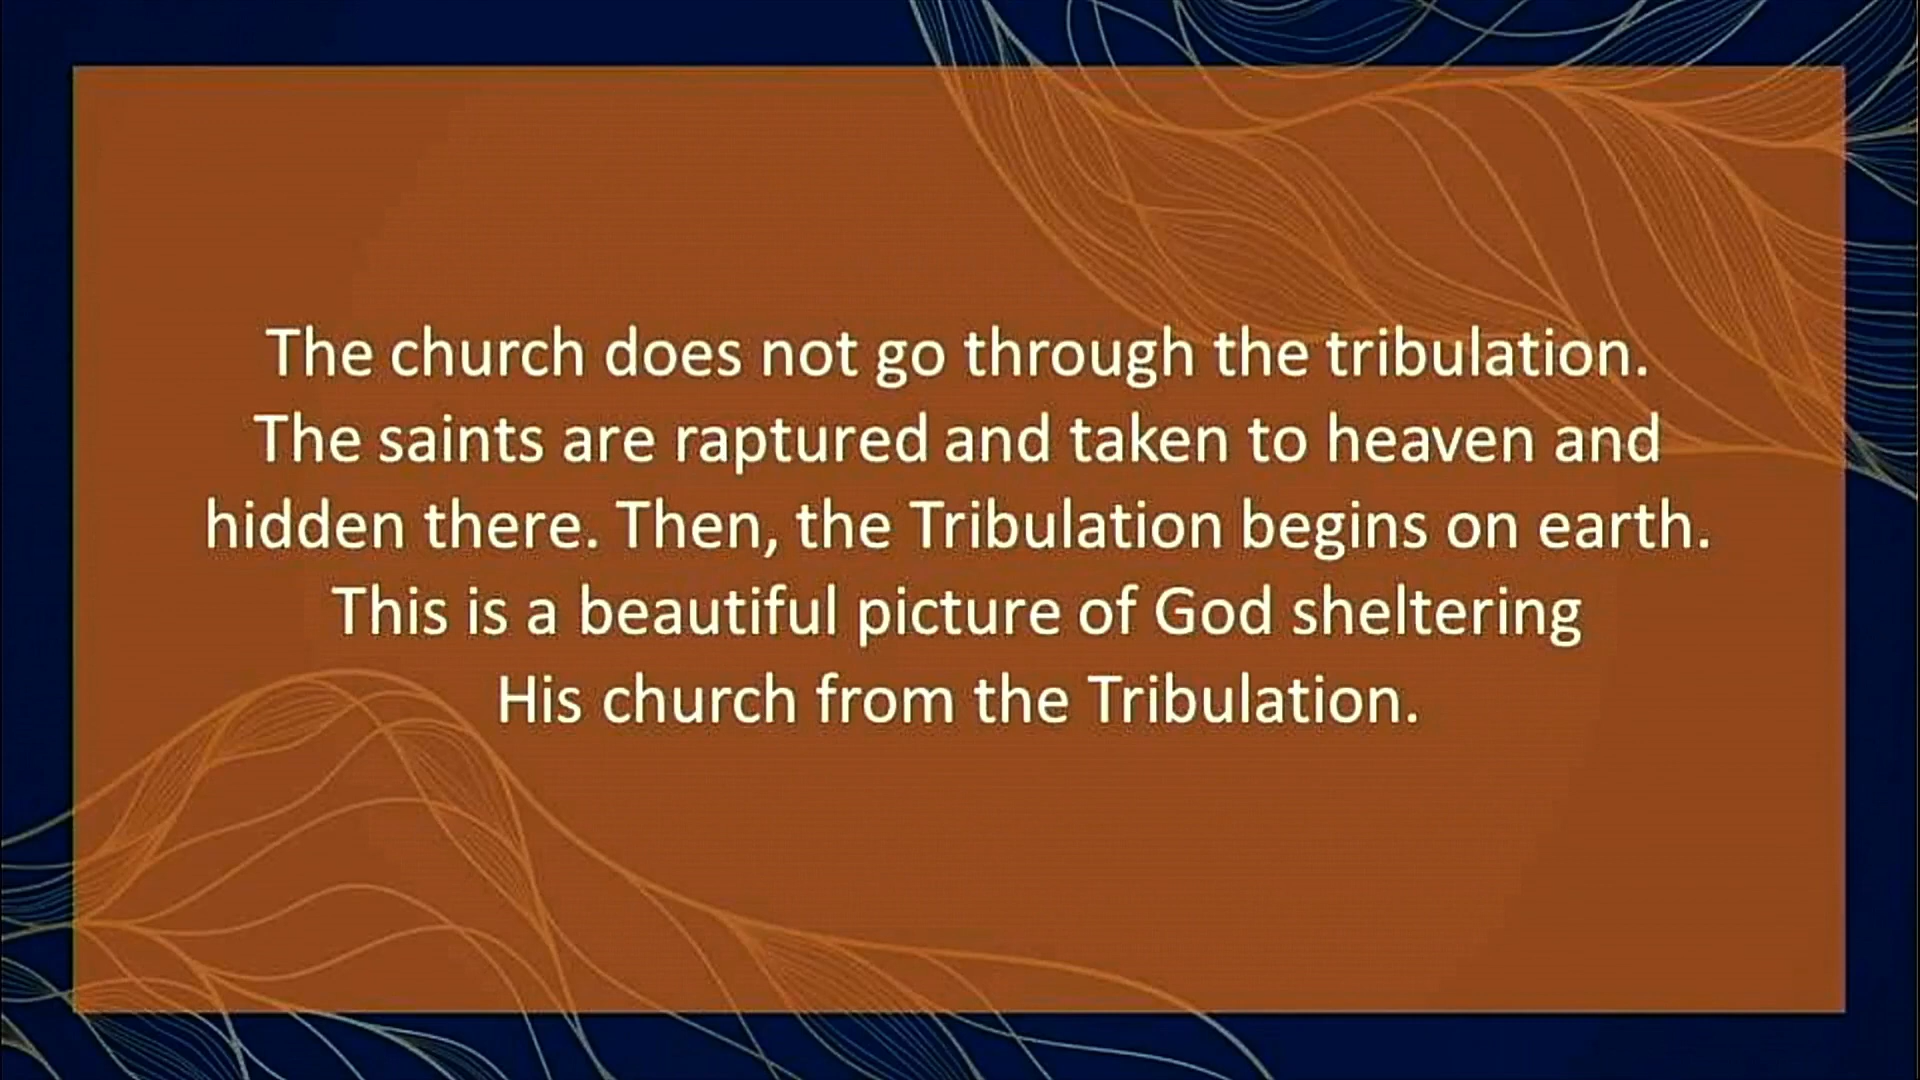 The church does not go through the tribulation.
The saints are raptured and taken to heaven and
hidden there. Then, the Tribulation begins on earth.
This is a beautiful picture of God sheltering
His church from the Tribulation.